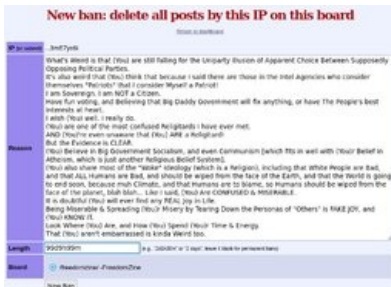 New ban: delete all posts by this IP on this board
Return to dashboard
IP (or subnet)
Reason
What's Weird is that (You) are still falling for the Uniparty Illusion of Apparent Choice Between Supposedly
Opposing Political Parties.
It's also weird that (You) think that because I said there are those in the Intel Agencies who consider
themselves "Patriots" that I consider Myself a Patriot!
I am Sovereign. I am NOT a Citizen.
Have fun voting, and Believing that Big Daddy Government will fix anything, or have The People's best
interests at heart.
I wish (You) well. I really do.
(You) are one of the most confused Religitards I have ever met.
AND (You)'re even unaware that (You) ARE a Religitard!
But the Evidence is CLEAR.
(You) Believe in Big Government Socialism, and even Communism [which fits in well with (You)r Belief in
Atheism, which is just another Religious Belief System].
(You) also share most of the "Woke" Ideology (which is a Religion), including that White People are Bad,
and that ALL Humans are Bad, and should be wiped from the face of the Earth, and that the World is going
to end soon, because muh Climate, and that Humans are to blame, so Humans should be wiped from the
face of the planet, blah blah... Like I said, (You) Are CONFUSED & MISERABLE.
It is doubtful (You) will ever find any REAL Joy in Life.
Being Miserable & Spreading (You)r Misery by Tearing Down the Personas of "Others" is FAKE JOY, and
(You) KNOW IT.
Look Where (You) Are, and How (You) Spend (You)r Time & Energy.
That (You) aren't embarrassed is kinda Weird too.
Length
Board
New Ban